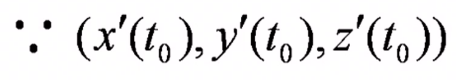 ∵ (x′(t₀), y′(t₀), z′(t₀))